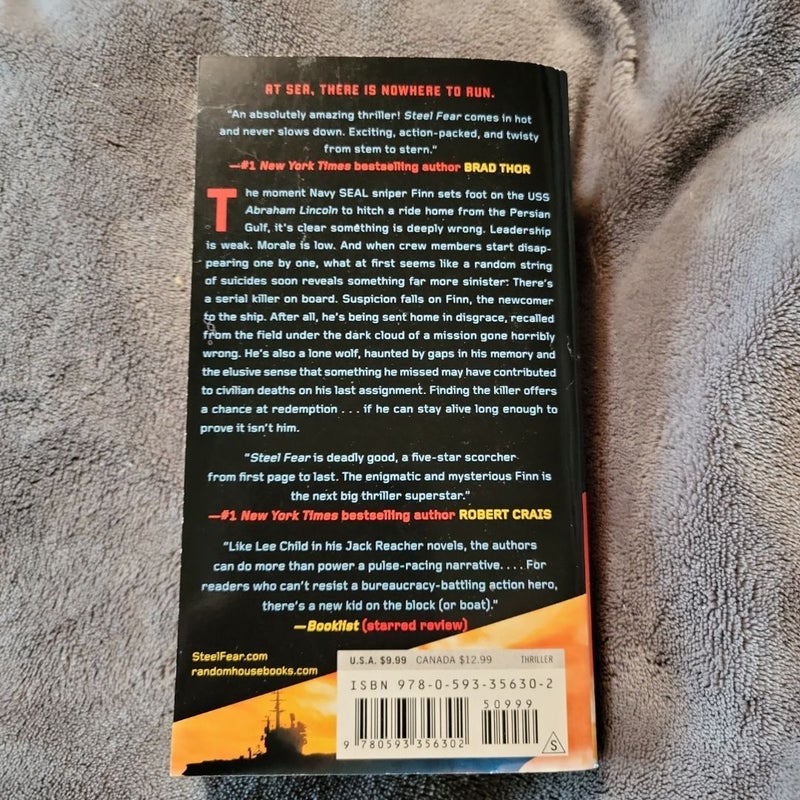 AT SEA, THERE IS NOWHERE TO RUN.
"An absolutely amazing thriller! Steel Fear comes in hot
and never slows down. Exciting, action-packed, and twisty
from stem to stern."
—#1 New York Times bestselling author BRAD THOR
The moment Navy SEAL sniper Finn sets foot on the USS
Abraham Lincoln to hitch a ride home from the Persian
Gulf, it's clear something is deeply wrong. Leadership
is weak. Morale is low. And when crew members start disap-
pearing one by one, what at first seems like a random string
of suicides soon reveals something far more sinister: There's
a serial killer on board. Suspicion falls on Finn, the newcomer
to the ship. After all, he's being sent home in disgrace, recalled
from the field under the dark cloud of a mission gone horribly
wrong. He's also a lone wolf, haunted by gaps in his memory and
the elusive sense that something he missed may have contributed
to civilian deaths on his last assignment. Finding the killer offers
a chance at redemption . . . if he can stay alive long enough to
prove it isn't him.
"Steel Fear is deadly good, a five-star scorcher
from first page to last. The enigmatic and mysterious Finn is
the next big thriller superstar."
—#1 New York Times bestselling author ROBERT CRAIS
"Like Lee Child in his Jack Reacher novels, the authors
can do more than power a pulse-racing narrative. . . . For
readers who can't resist a bureaucracy-battling action hero,
there's a new kid on the block (or boat)."
—Booklist (starred review)
SteelFear.com
randomhousebooks.com
U.S.A. $9.99 CANADA $12.99 THRILLER
ISBN 978-0-593-35630-2
50999
9 780593 356302
S